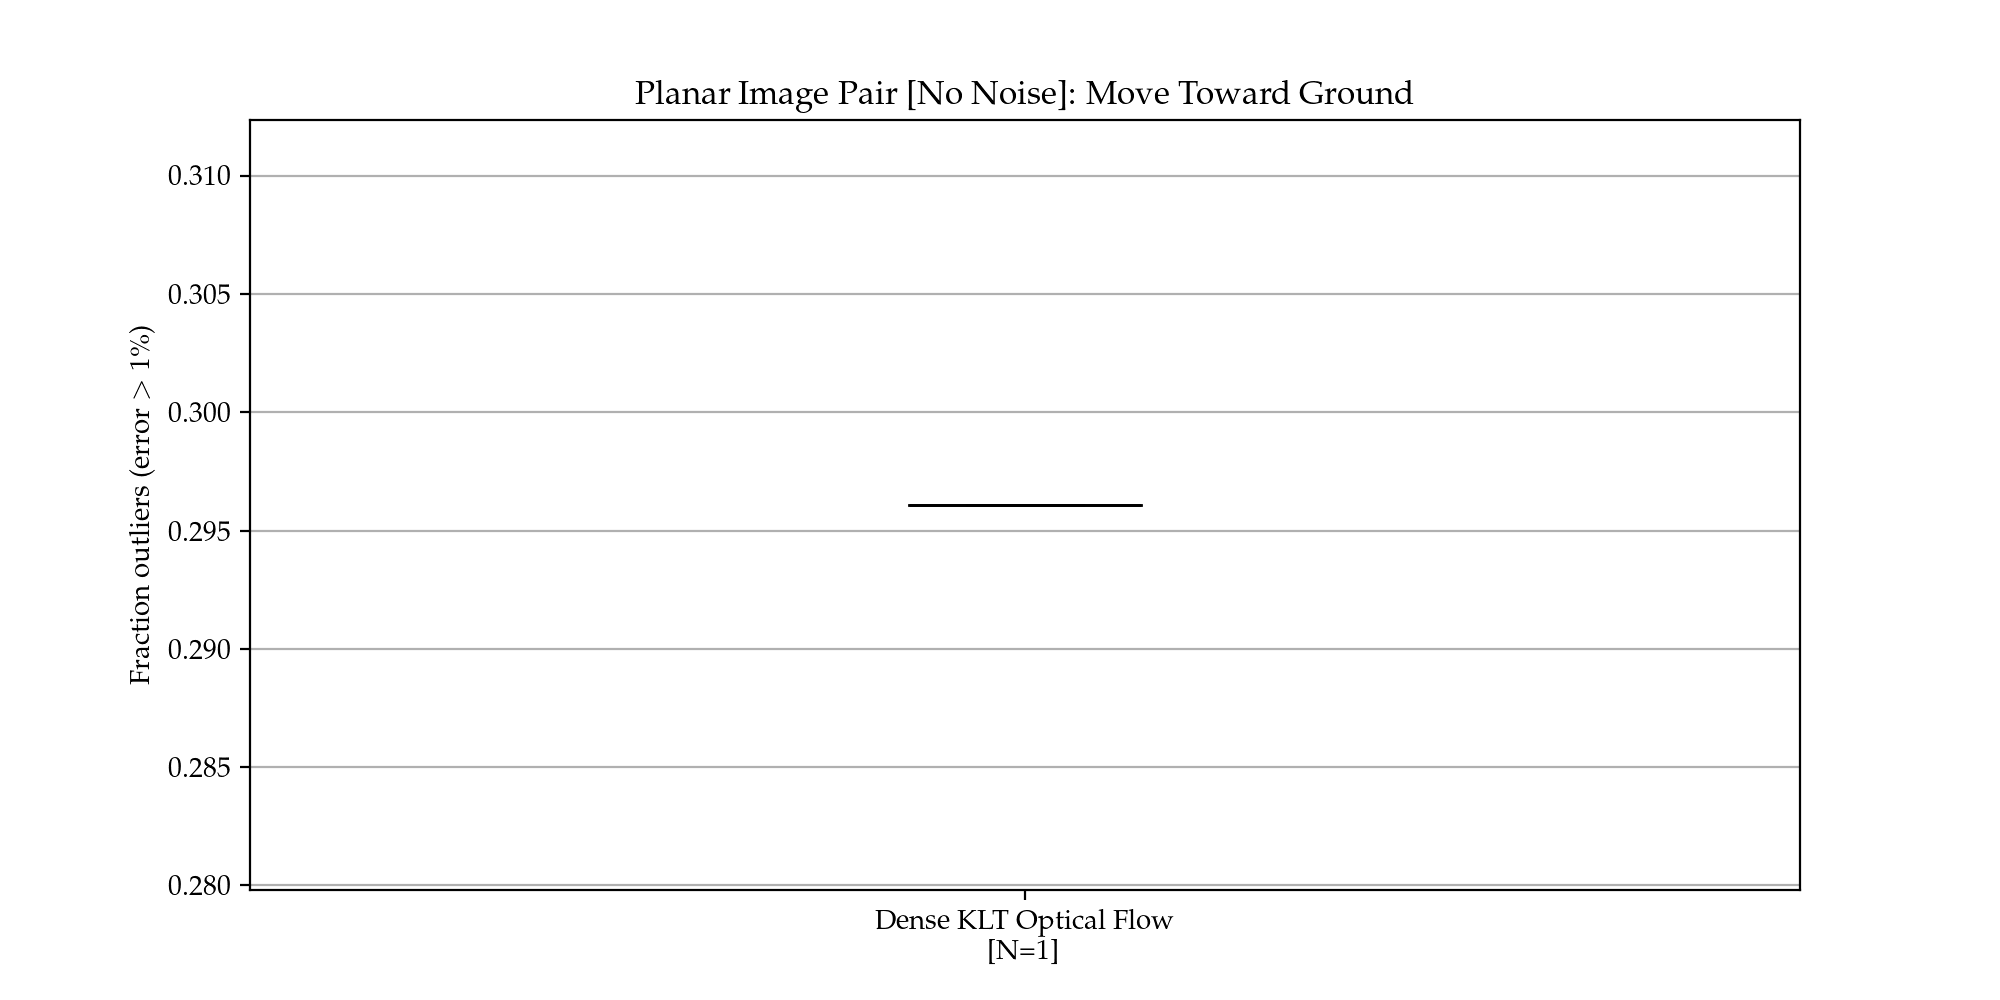 Planar Image Pair [No Noise]: Move Toward Ground
0.310
0.305
0.300
0.295
0.290
0.285
0.280
Fraction outliers (error > 1%)
Dense KLT Optical Flow
[N=1]